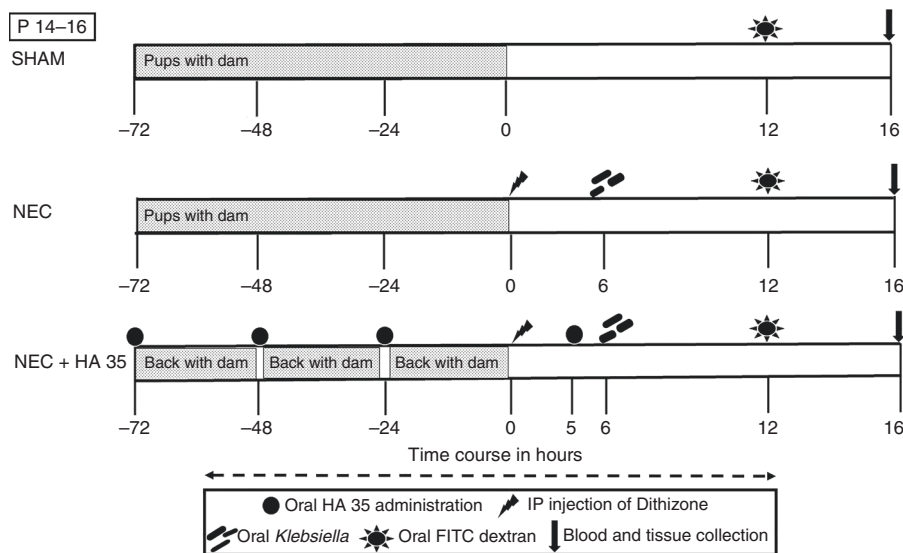 P 14–16
SHAM
Pups with dam
–72 –48 –24 0 12 16
NEC
Pups with dam
–72 –48 –24 0 6 12 16
NEC + HA 35
Back with dam Back with dam Back with dam
–72 –48 –24 0 5 6 12 16
Time course in hours
Oral HA 35 administration IP injection of Dithizone
Oral Klebsiella Oral FITC dextran Blood and tissue collection